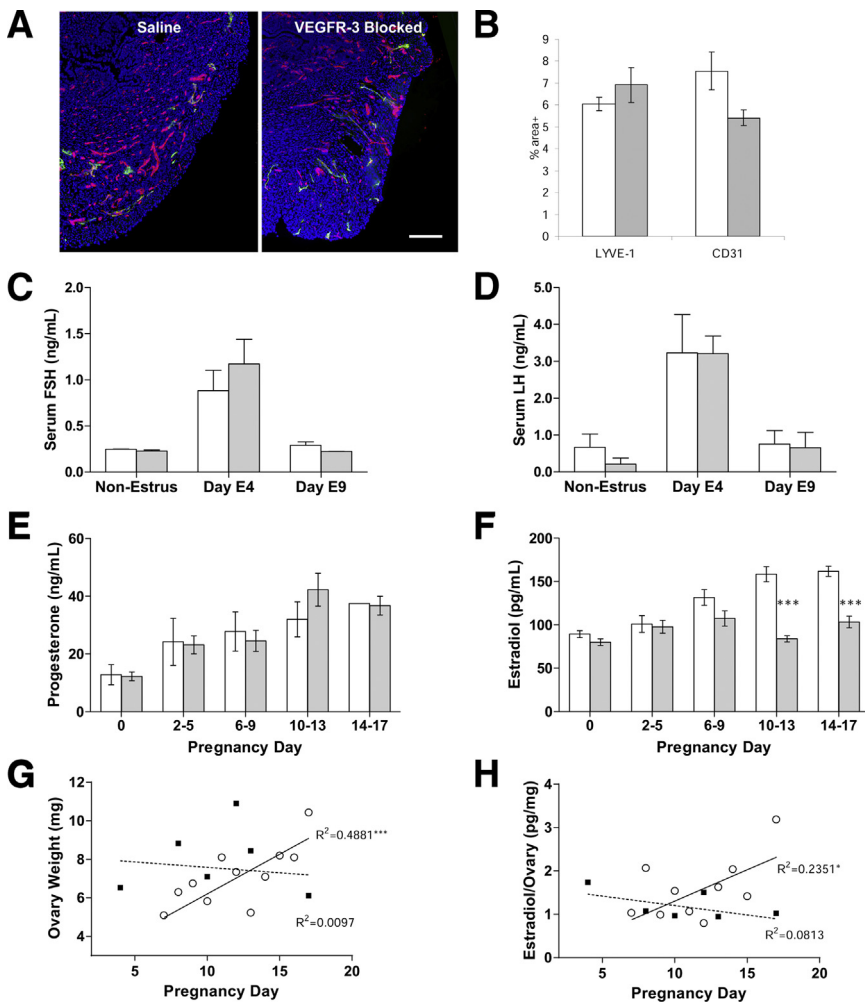 A
Saline
VEGFR-3 Blocked
B
% area+
9
8
7
6
5
4
3
2
1
0
LYVE-1
CD31
C
Serum FSH (ng/mL)
2.0
1.5
1.0
0.5
0.0
Non-Estrus
Day E4
Day E9
D
Serum LH (ng/mL)
5.0
4.0
3.0
2.0
1.0
0.0
Non-Estrus
Day E4
Day E9
E
Progesterone (ng/mL)
60
40
20
0
0
2-5
6-9
10-13
14-17
Pregnancy Day
F
Estradiol (pg/mL)
200
150
100
50
0
***
***
0
2-5
6-9
10-13
14-17
Pregnancy Day
G
Ovary Weight (mg)
12
10
8
6
4
R²=0.4881***
R²=0.0097
5
10
15
20
Pregnancy Day
H
Estradiol/Ovary (pg/mg)
4
3
2
1
0
R²=0.2351*
R²=0.0813
5
10
15
20
Pregnancy Day